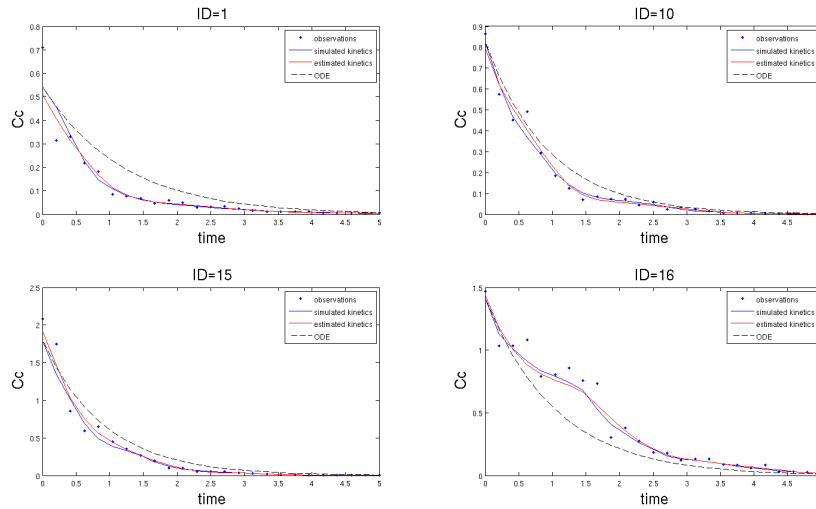 ID=1
0.8
0.7
0.6
0.5
0.4
0.3
0.2
0.1
0
Cc
observations
simulated kinetics
estimated kinetics
ODE
0 0.5 1 1.5 2 2.5 3 3.5 4 4.5 5
time
ID=10
0.9
0.8
0.7
0.6
0.5
0.4
0.3
0.2
0.1
0
Cc
observations
simulated kinetics
estimated kinetics
ODE
0 0.5 1 1.5 2 2.5 3 3.5 4 4.5
time
ID=15
2.5
2
1.5
1
0.5
0
Cc
observations
simulated kinetics
estimated kinetics
ODE
0 0.5 1 1.5 2 2.5 3 3.5 4 4.5 5
time
ID=16
1.5
1
0.5
0
Cc
observations
simulated kinetics
estimated kinetics
ODE
0 0.5 1 1.5 2 2.5 3 3.5 4 4.5
time